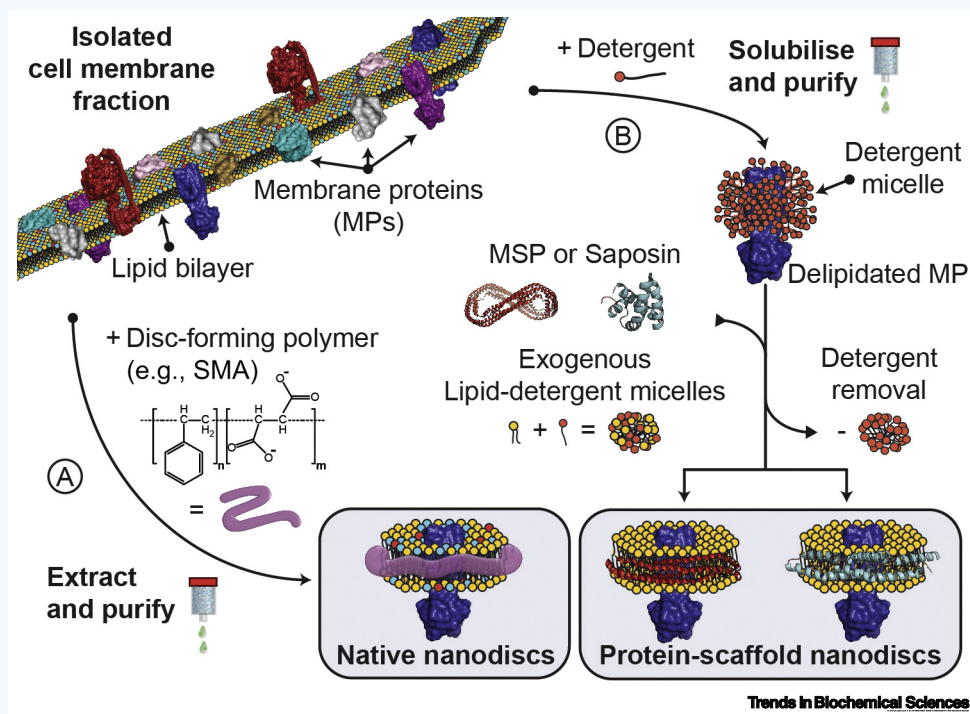 Isolated
cell membrane
fraction
+ Detergent
Solubilise
and purify
B
Detergent
micelle
Membrane proteins
(MPs)
Lipid bilayer
MSP or Saposin
Delipidated MP
+ Disc-forming polymer
(e.g., SMA)
Exogenous
Lipid-detergent micelles
+ =
Detergent
removal
-
H
C
C
H2
n
O-
O
C
H
C
H
O
O-
m
A
=
Extract
and purify
Native nanodiscs
Protein-scaffold nanodiscs
Trends in Biochemical Sciences